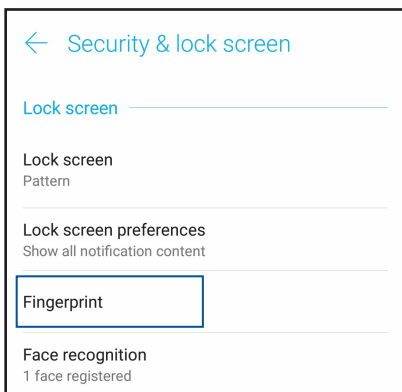 Security & lock screen
Lock screen
Lock screen
Pattern
Lock screen preferences
Show all notification content
Fingerprint
Face recognition
1 face registered